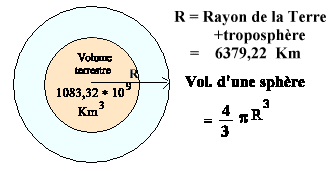 Volume
terrestre
1083,32 * 10⁹
Km³
R
R = Rayon de la Terre
+troposphère
= 6379,22 Km
Vol. d'une sphère
= 4/3 π R³